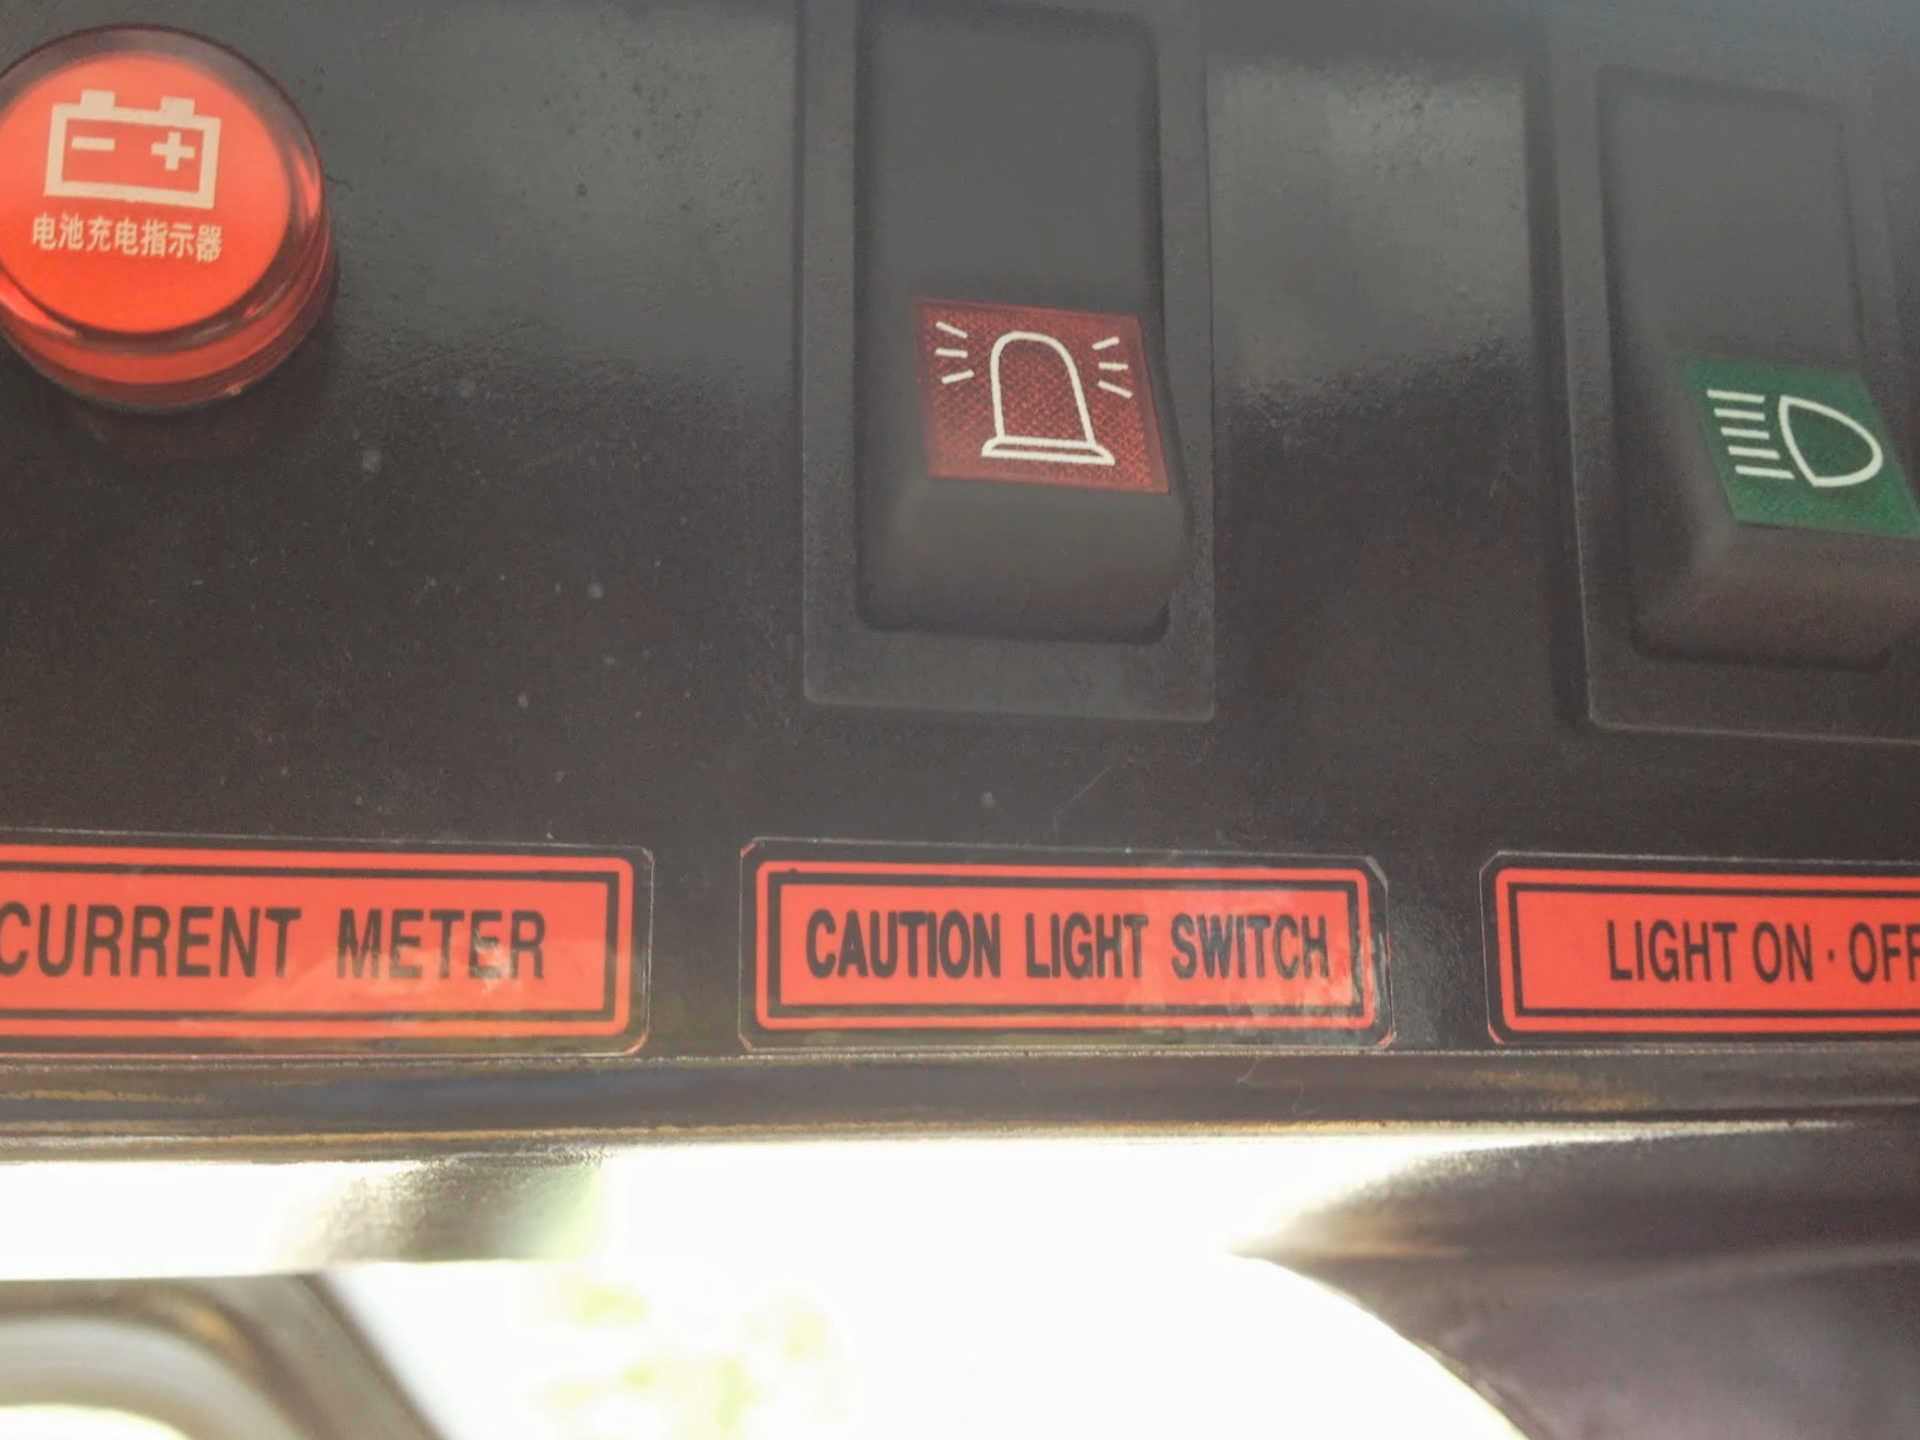 电池充电指示器
CURRENT METER
CAUTION LIGHT SWITCH
LIGHT ON · OFF